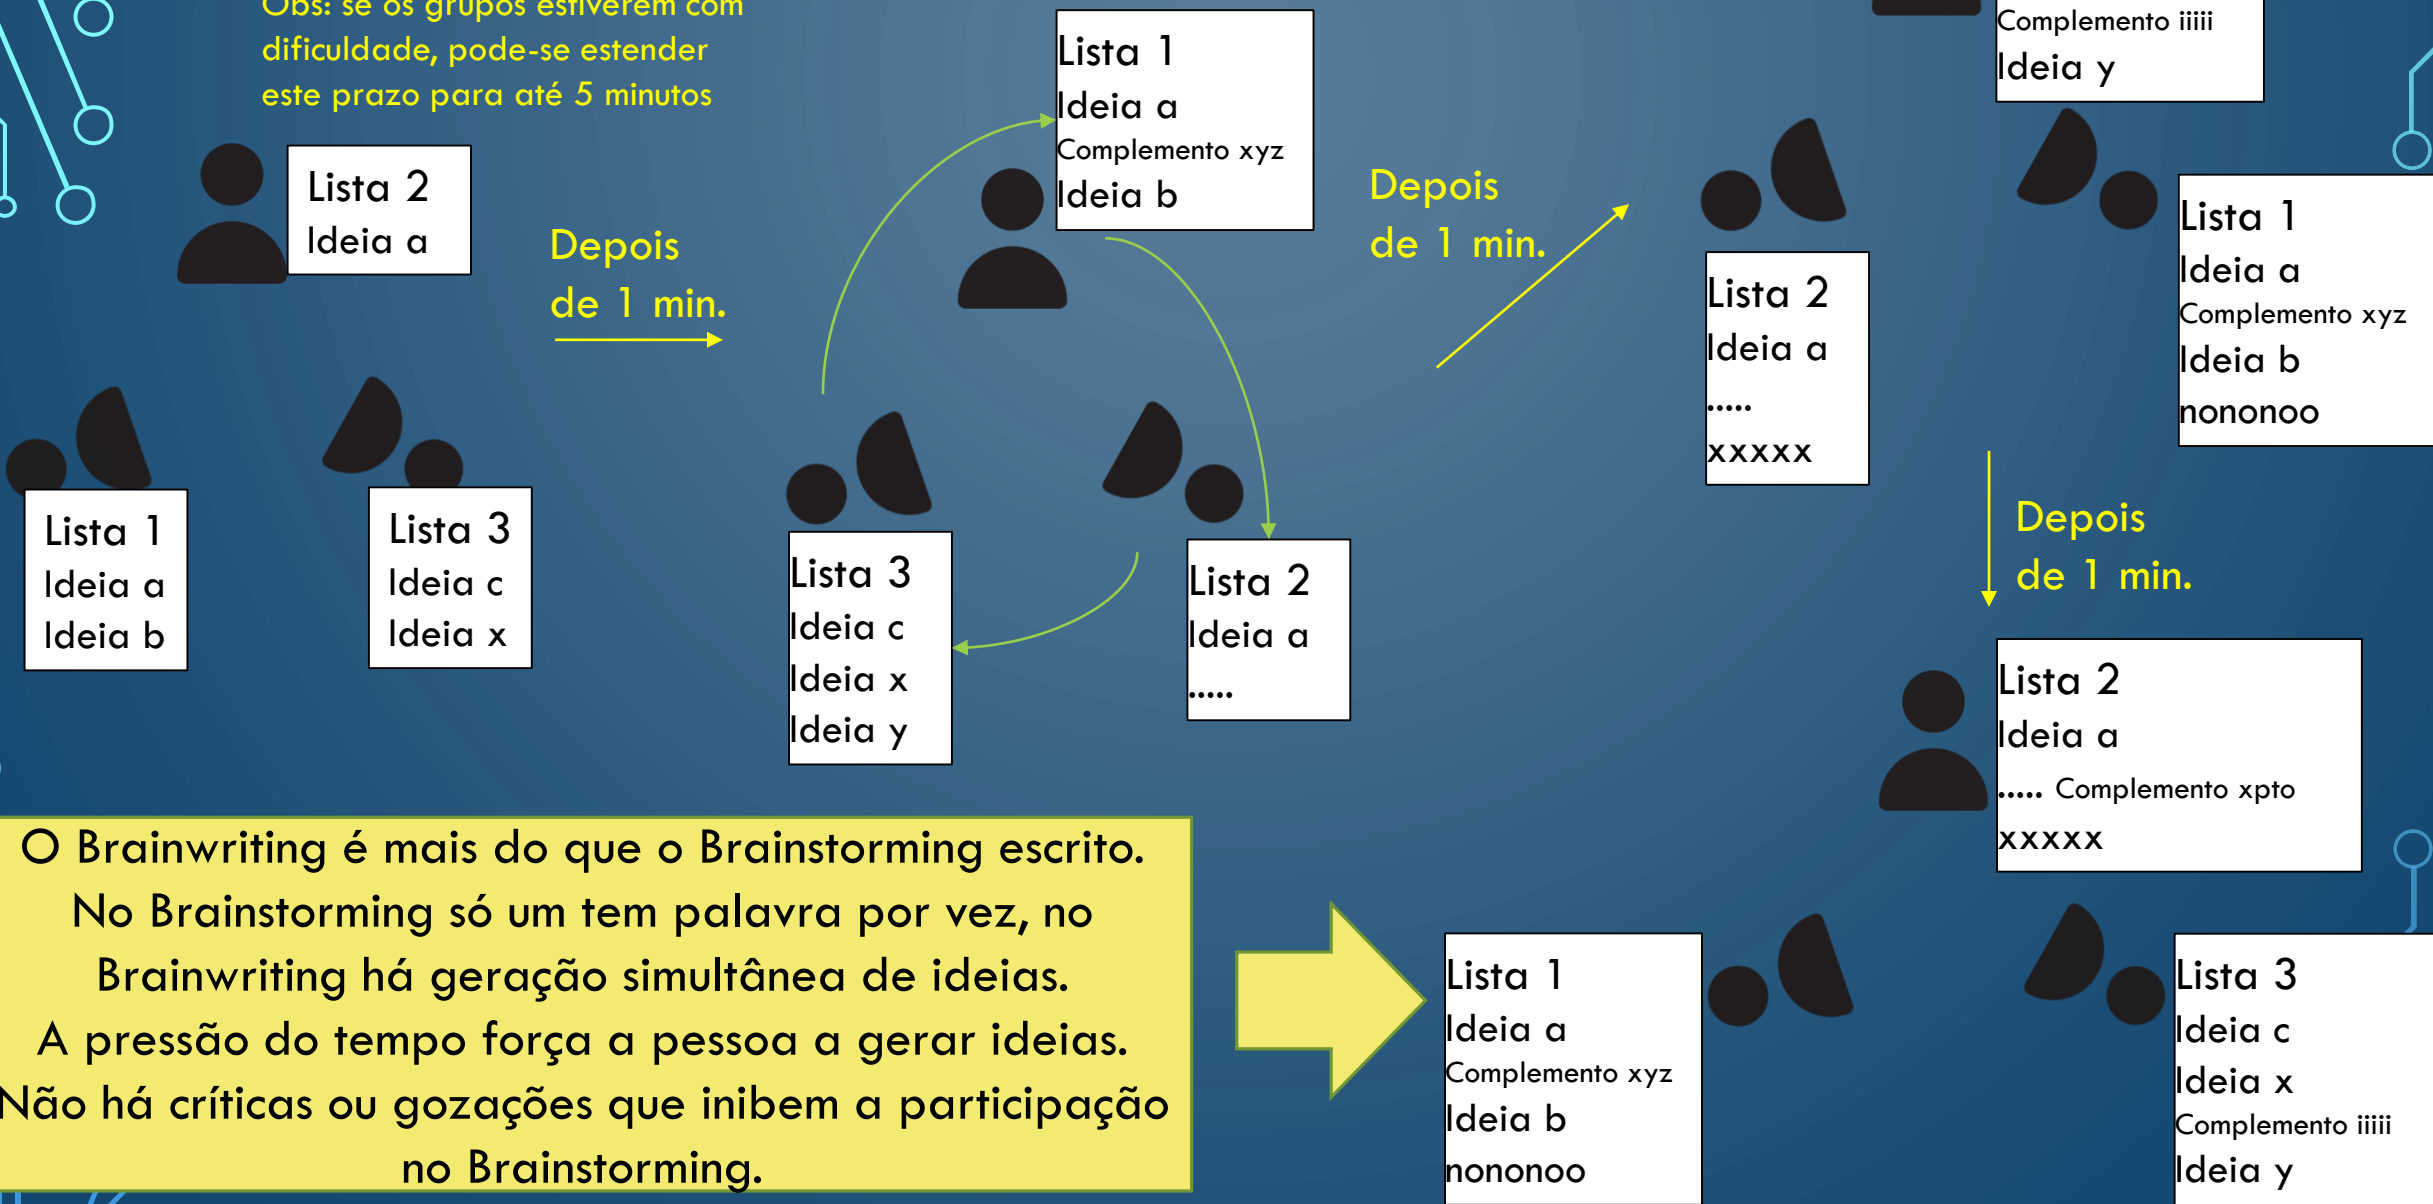 Obs: se os grupos estiverem com
dificuldade, pode-se estender
este prazo para até 5 minutos
Lista 2
Ideia a
Lista 1
Ideia a
Ideia b
Lista 3
Ideia c
Ideia x
Depois
de 1 min.
Lista 1
Ideia a
Complemento xyz
Ideia b
Lista 3
Ideia c
Ideia x
Ideia y
Lista 2
Ideia a
.....
Depois
de 1 min.
Complemento iiiii
Ideia y
Lista 2
Ideia a
.....
xxxxx
Lista 1
Ideia a
Complemento xyz
Ideia b
nononoo
Depois
de 1 min.
Lista 2
Ideia a
..... Complemento xpto
xxxxx
Lista 1
Ideia a
Complemento xyz
Ideia b
nononoo
Lista 3
Ideia c
Ideia x
Complemento iiiii
Ideia y
O Brainwriting é mais do que o Brainstorming escrito.
No Brainstorming só um tem palavra por vez, no
Brainwriting há geração simultânea de ideias.
A pressão do tempo força a pessoa a gerar ideias.
Não há críticas ou gozações que inibem a participação
no Brainstorming.